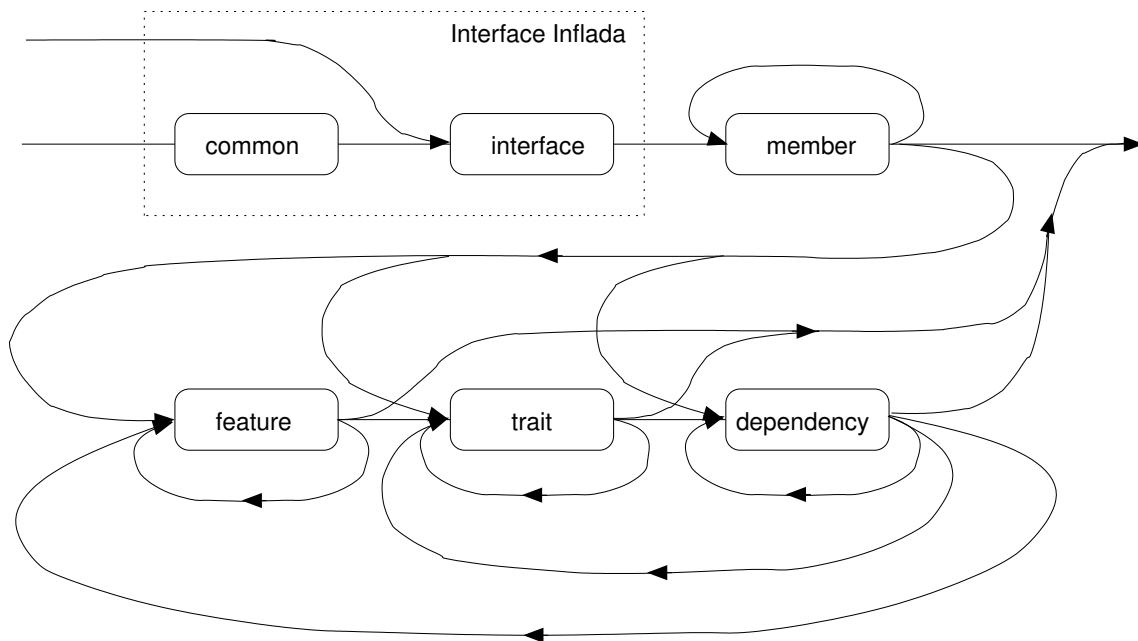 Interface Inflada
common
interface
member
feature
trait
dependency